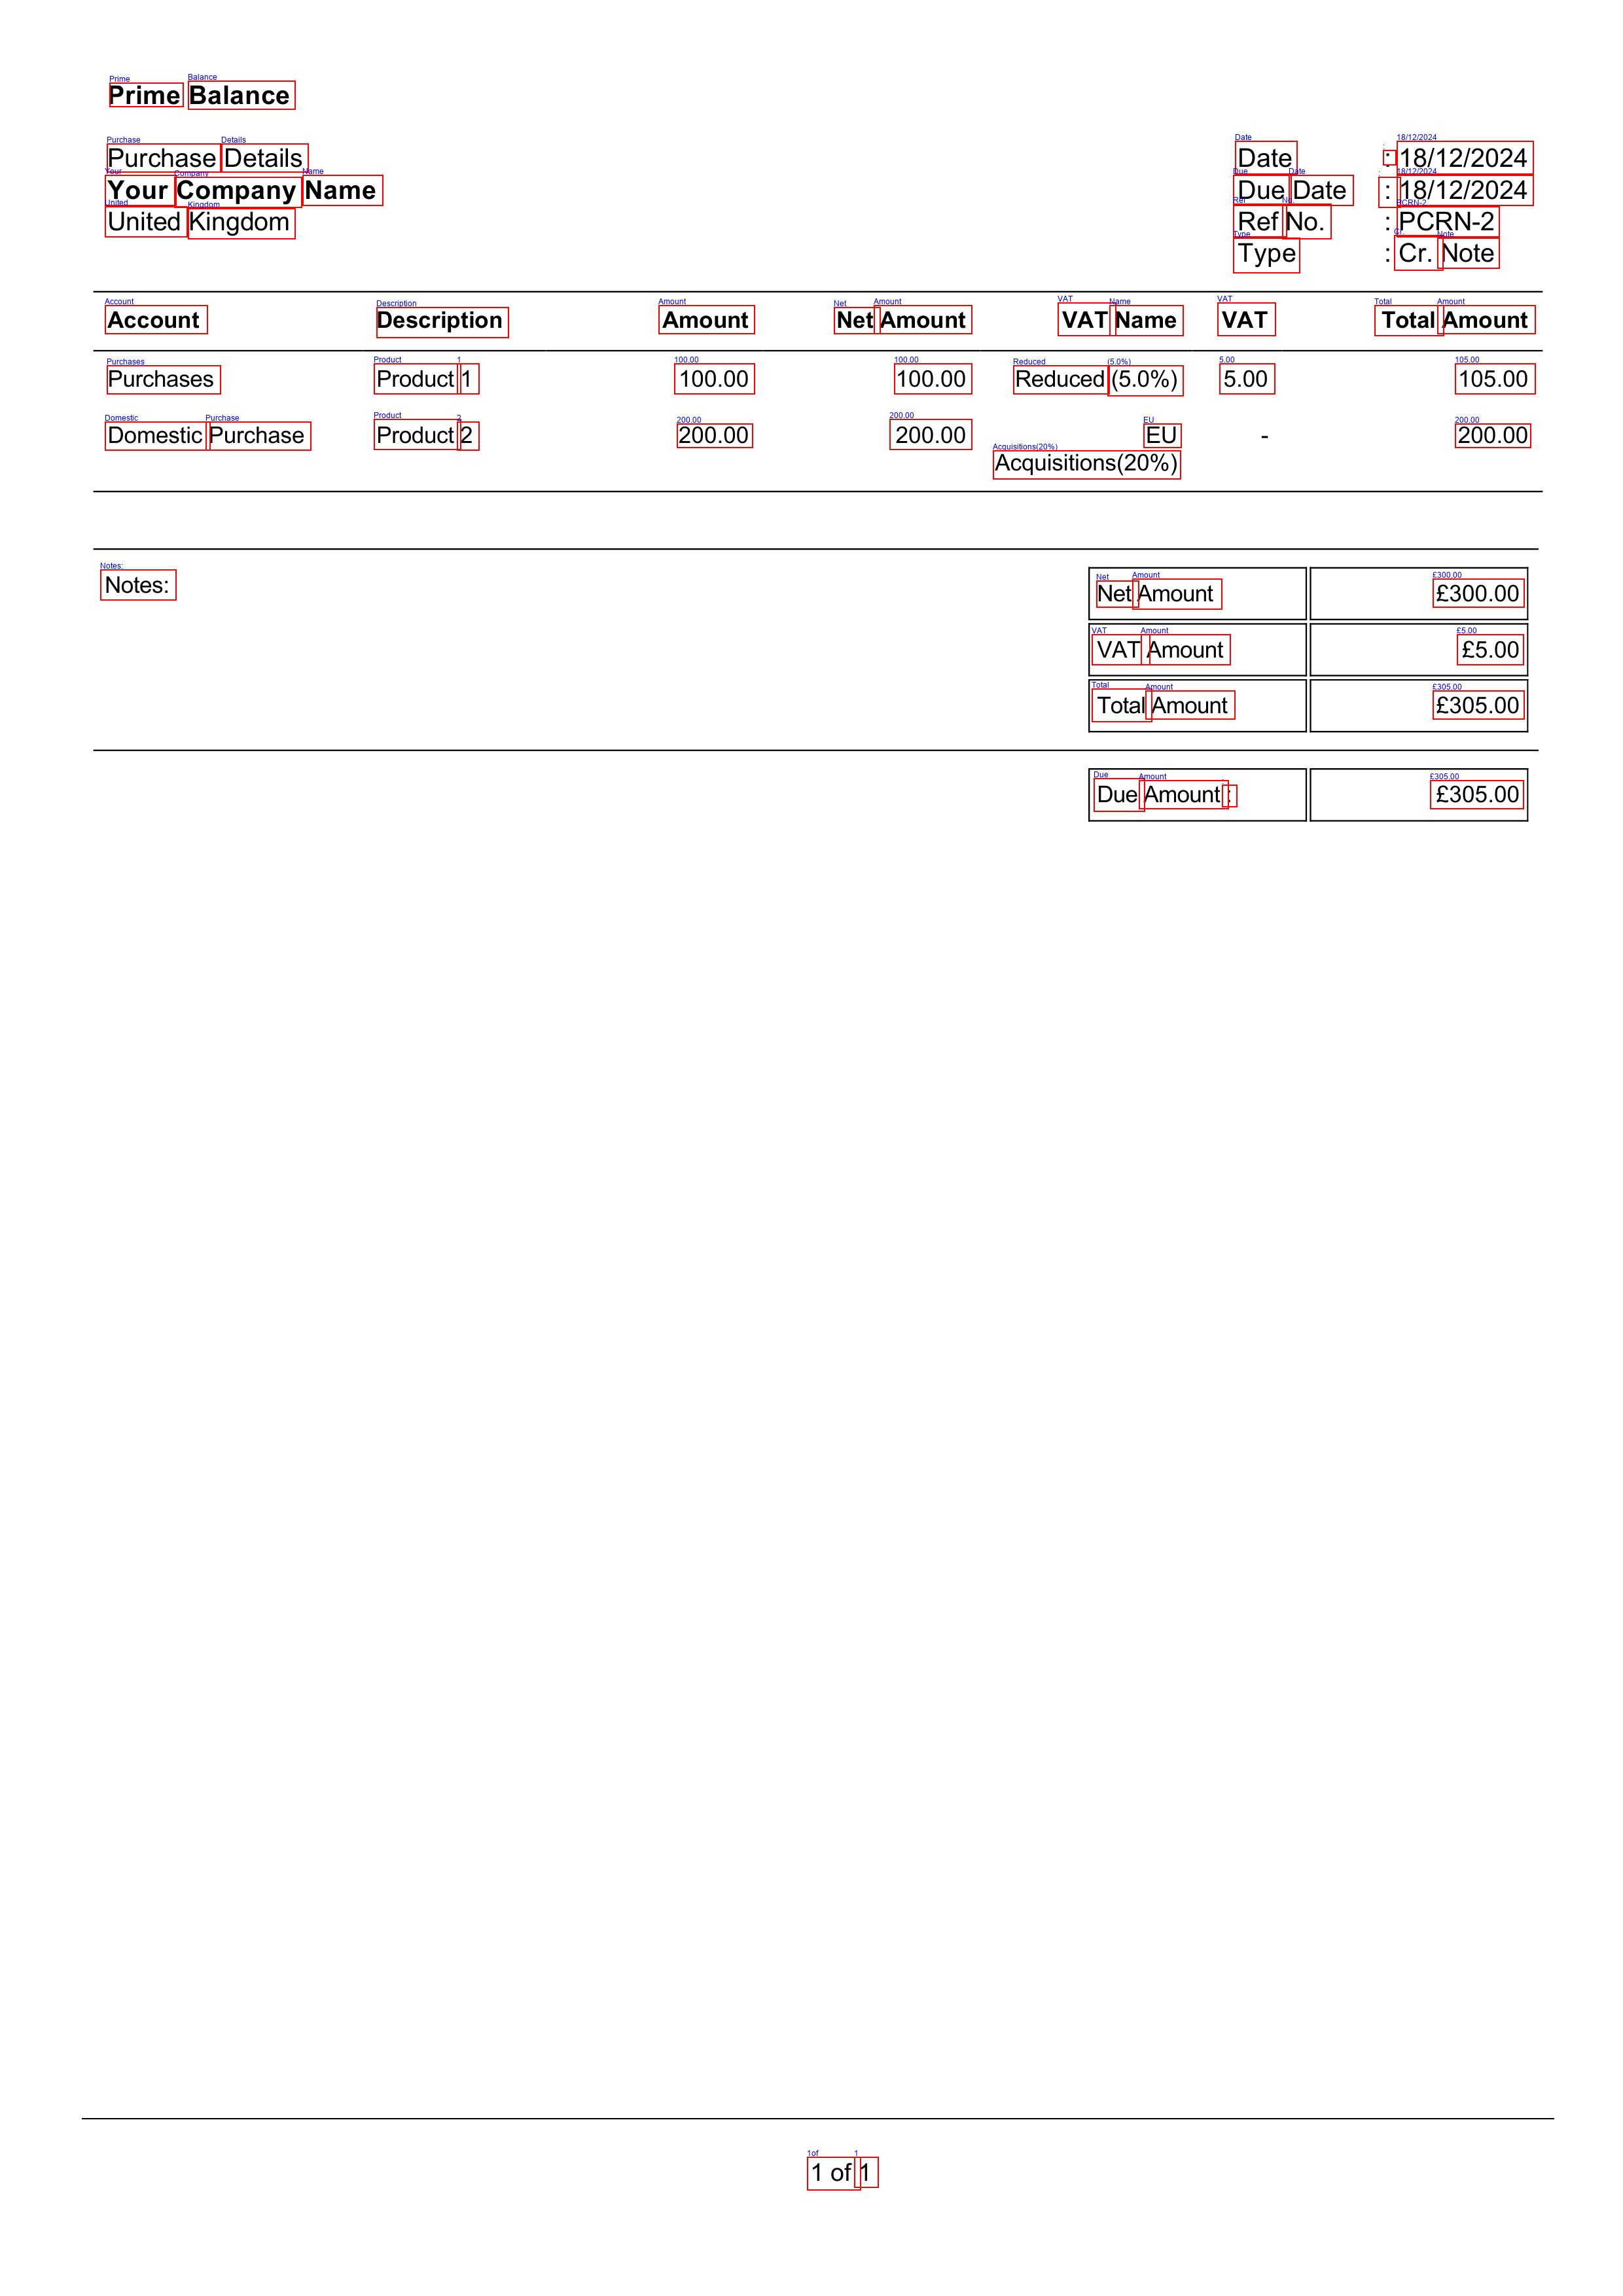 Prime Balance
Purchase Details
Your Company Name
United Kingdom
Date : 18/12/2024
Due Date : 18/12/2024
Ref No. : PCRN-2
Type : Cr. Note
Account Description Amount Net Amount VAT Name VAT Total Amount
Purchases Product 1 100.00 100.00 Reduced (5.0%) 5.00 105.00
Domestic Purchase Product 2 200.00 200.00 EU - 200.00
Acquisitions(20%)
Notes:
Net Amount £300.00
VAT Amount £5.00
Total Amount £305.00
Due Amount : £305.00
1 of 1